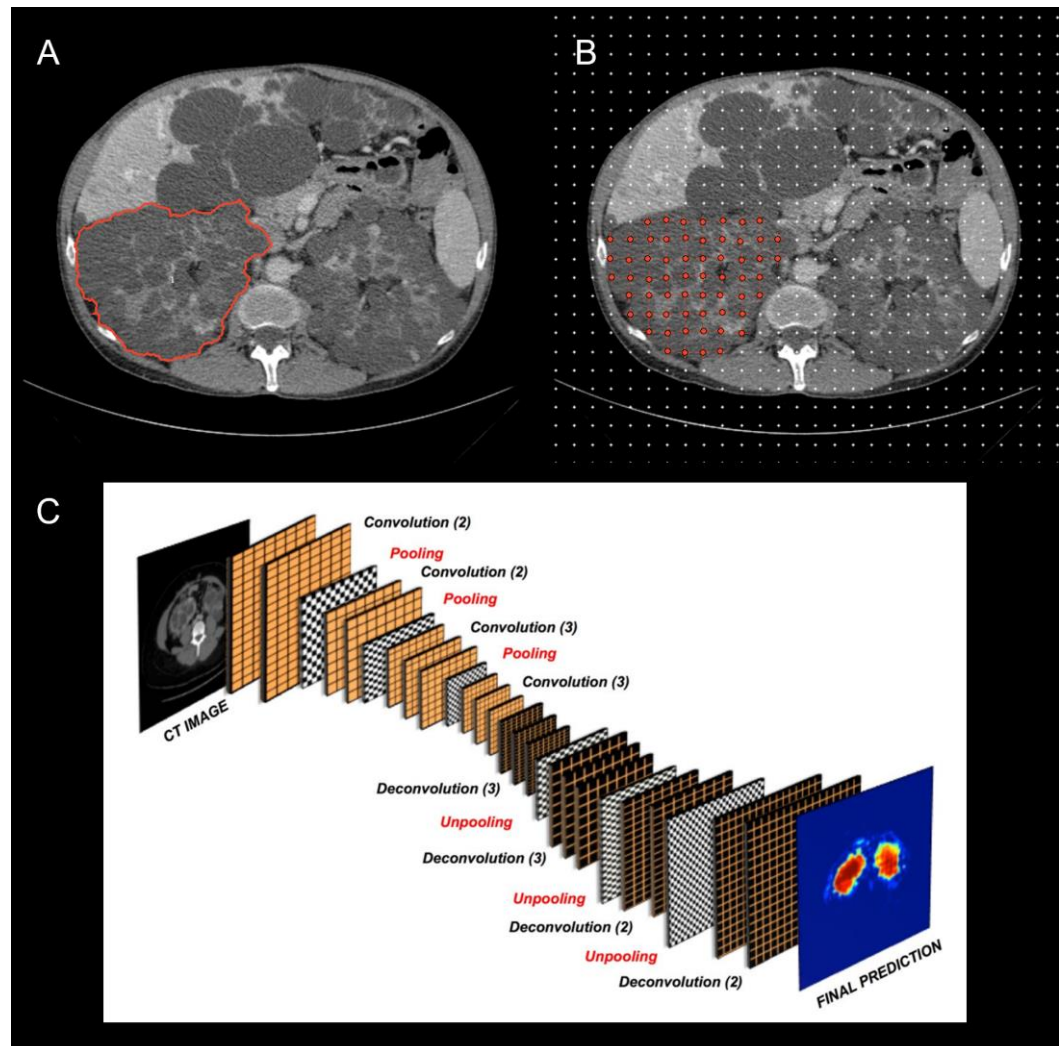 A
B
C
Convolution (2)
Pooling
Convolution (2)
Pooling
Convolution (3)
Pooling
Convolution (3)
CT IMAGE
Deconvolution (3)
Unpooling
Deconvolution (3)
Unpooling
Deconvolution (2)
Unpooling
Deconvolution (2)
FINAL PREDICTION